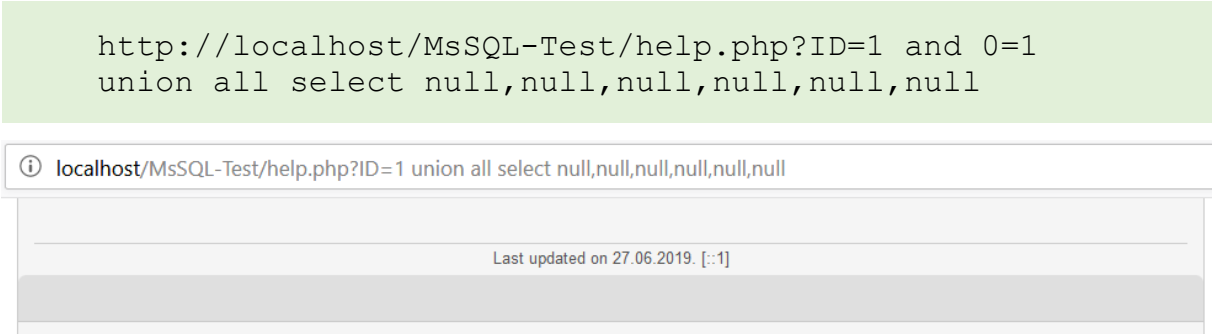 http://localhost/MsSQL-Test/help.php?ID=1 and 0=1
union all select null,null,null,null,null,null
localhost/MsSQL-Test/help.php?ID=1 union all select null,null,null,null,null,null
Last updated on 27.06.2019. [::1]